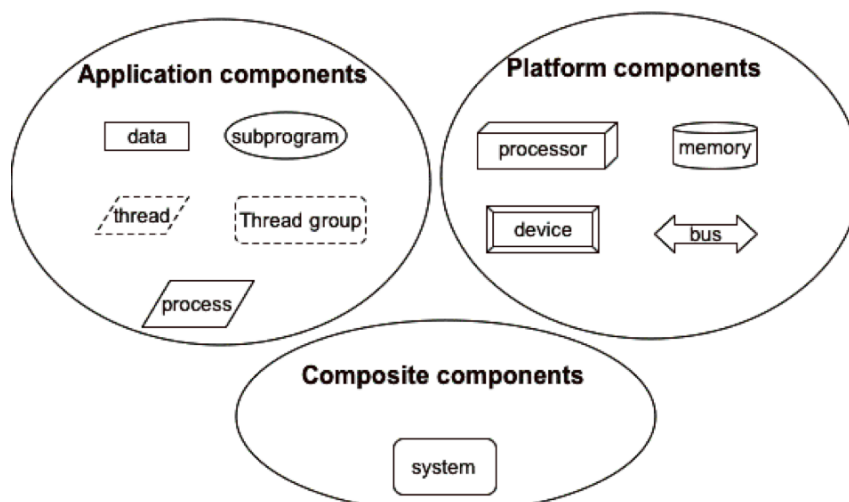 Application components
data
subprogram
thread
Thread group
process
Platform components
processor
memory
device
bus
Composite components
system